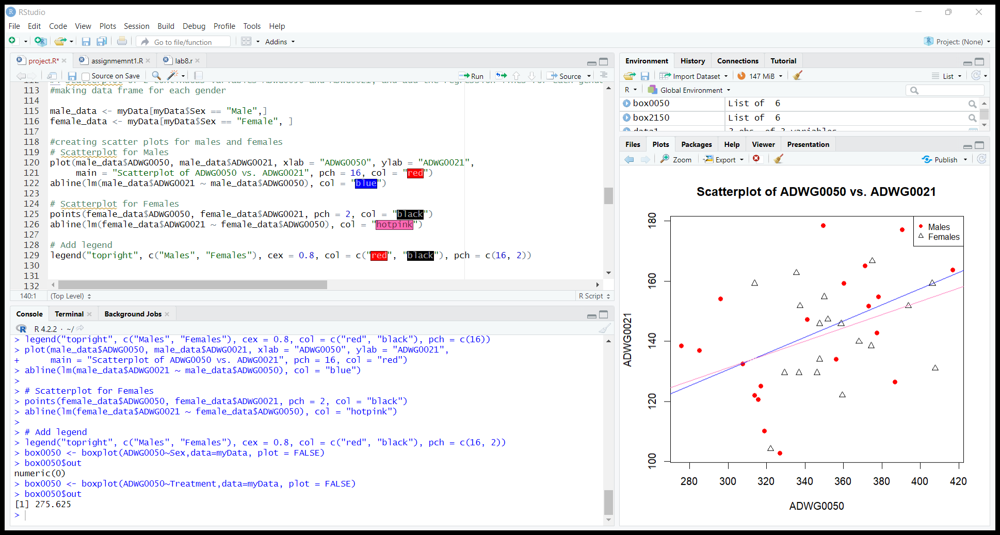 RStudio
File Edit Code View Plots Session Build Debug Profile Tools Help
Go to file/function Addins Project: (None)
project.R* assignmemnt1.R lab8.r
Source on Save Run Source
113 #making data frame for each gender
114
115 male_data <- myData[myData$Sex == "Male",]
116 female_data <- myData[myData$Sex == "Female", ]
117
118 #creating scatter plots for males and females
119 # Scatterplot for Males
120 plot(male_data$ADWG0050, male_data$ADWG0021, xlab = "ADWG0050", ylab = "ADWG0021",
121 main = "Scatterplot of ADWG0050 vs. ADWG0021", pch = 16, col = "red")
122 abline(lm(male_data$ADWG0021 ~ male_data$ADWG0050), col = "blue")
123
124 # Scatterplot for Females
125 points(female_data$ADWG0050, female_data$ADWG0021, pch = 2, col = "black")
126 abline(lm(female_data$ADWG0021 ~ female_data$ADWG0050), col = "hotpink")
127
128 # Add legend
129 legend("topright", c("Males", "Females"), cex = 0.8, col = c("red", "black"), pch = c(16, 2))
130
131
132
140:1 (Top Level) R Script
Console Terminal Background Jobs
R 4.2.2 · ~/
> legend("topright", c("Males", "Females"), cex = 0.8, col = c("red", "black"), pch = c(16))
> plot(male_data$ADWG0050, male_data$ADWG0021, xlab = "ADWG0050", ylab = "ADWG0021",
+ main = "Scatterplot of ADWG0050 vs. ADWG0021", pch = 16, col = "red")
> abline(lm(male_data$ADWG0021 ~ male_data$ADWG0050), col = "blue")
>
> # Scatterplot for Females
> points(female_data$ADWG0050, female_data$ADWG0021, pch = 2, col = "black")
> abline(lm(female_data$ADWG0021 ~ female_data$ADWG0050), col = "hotpink")
>
> # Add legend
> legend("topright", c("Males", "Females"), cex = 0.8, col = c("red", "black"), pch = c(16, 2))
> box0050 <- boxplot(ADWG0050~Sex,data=myData, plot = FALSE)
> box0050$out
numeric(0)
> box0050 <- boxplot(ADWG0050~Treatment,data=myData, plot = FALSE)
> box0050$out
[1] 275.625
>
Environment History Connections Tutorial
Import Dataset 147 MiB List
R Global Environment
box0050 List of 6
box2150 List of 6
Files Plots Packages Help Viewer Presentation
Zoom Export Publish
Scatterplot of ADWG0050 vs. ADWG0021
Males
Females
ADWG0021
180
160
140
120
100
280 300 320 340 360 380 400 420
ADWG0050